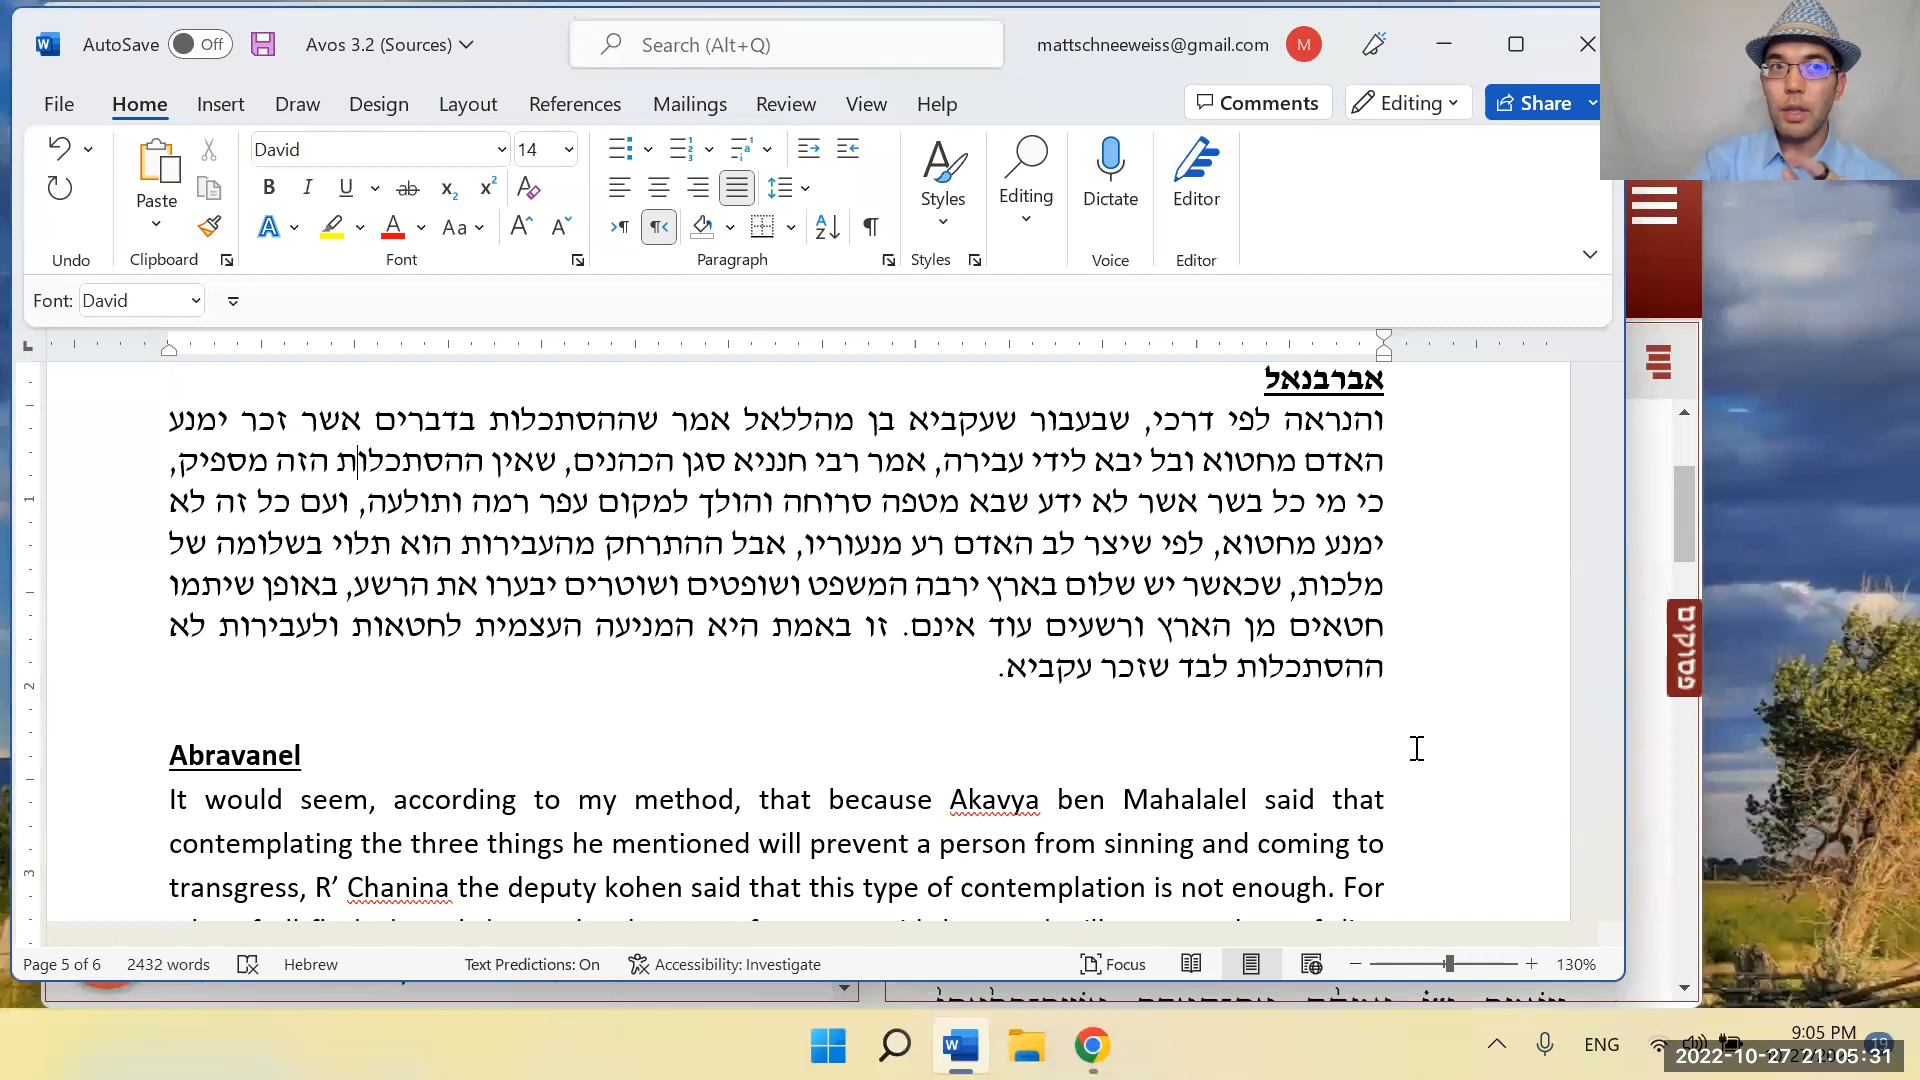 AutoSave Off Avos 3.2 (Sources) Search (Alt+Q) mattschneeweiss@gmail.com M
File Home Insert Draw Design Layout References Mailings Review View Help Comments Editing Share
David 14
Paste Styles Editing Dictate Editor
Undo Clipboard Font Paragraph Styles Voice Editor
Font: David
אברבנאל
והנראה לפי דרכי, שבעבור שעקביא בן מהללאל אמר שההסתכלות בדברים אשר זכר ימנע
האדם מחטוא ובל יבא לידי עבירה, אמר רבי חנניא סגן הכהנים, שאין ההסתכלות הזה מספיק,
כי מי כל בשר אשר לא ידע שבא מטפה סרוחה והולך למקום עפר רמה ותולעה, ועם כל זה לא
ימנע מחטוא, לפי שיצר לב האדם רע מנעוריו, אבל ההתרחק מהעבירות הוא תלוי בשלומה של
מלכות, שכאשר יש שלום בארץ ירבה המשפט ושופטים ושוטרים יבערו את הרשע, באופן שיתמו
חטאים מן הארץ ורשעים עוד אינם. זו באמת היא המניעה העצמית לחטאות ולעבירות לא
ההסתכלות לבד שזכר עקביא.
Abravanel
It would seem, according to my method, that because Akavya ben Mahalalel said that
contemplating the three things he mentioned will prevent a person from sinning and coming to
transgress, R’ Chanina the deputy kohen said that this type of contemplation is not enough. For
פסוקים
Page 5 of 6 2432 words Hebrew Text Predictions: On Accessibility: Investigate Focus 130%
ENG 9:05 PM
2022-10-27 21:05:31